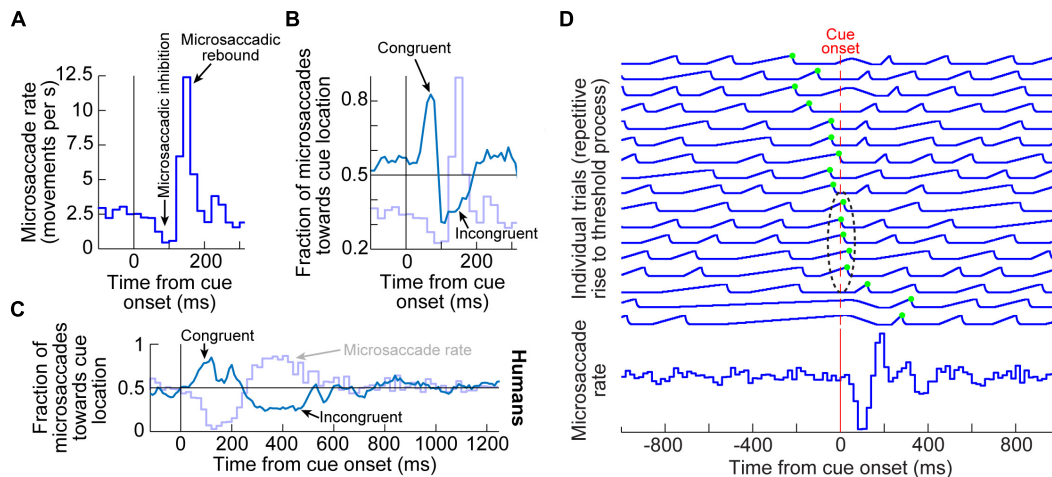 A
Microsaccade rate
(movements per s)
12.5
10
7.5
5
2.5
0
Microsaccadic inhibition
Microsaccadic
rebound
0
200
Time from cue
onset (ms)
B
Fraction of microsaccades
towards cue location
0.8
0.5
0.2
Congruent
Incongruent
0
200
Time from cue
onset (ms)
C
Fraction of
microsaccades
towards cue
location
1
0.5
0
Congruent
Microsaccade rate
Incongruent
Humans
0
200
400
600
800
1000
1200
Time from cue onset (ms)
D
Cue
onset
Individual trials (repetitive
rise to threshold process)
Microsaccade
rate
-800
-400
0
400
800
Time from cue onset (ms)